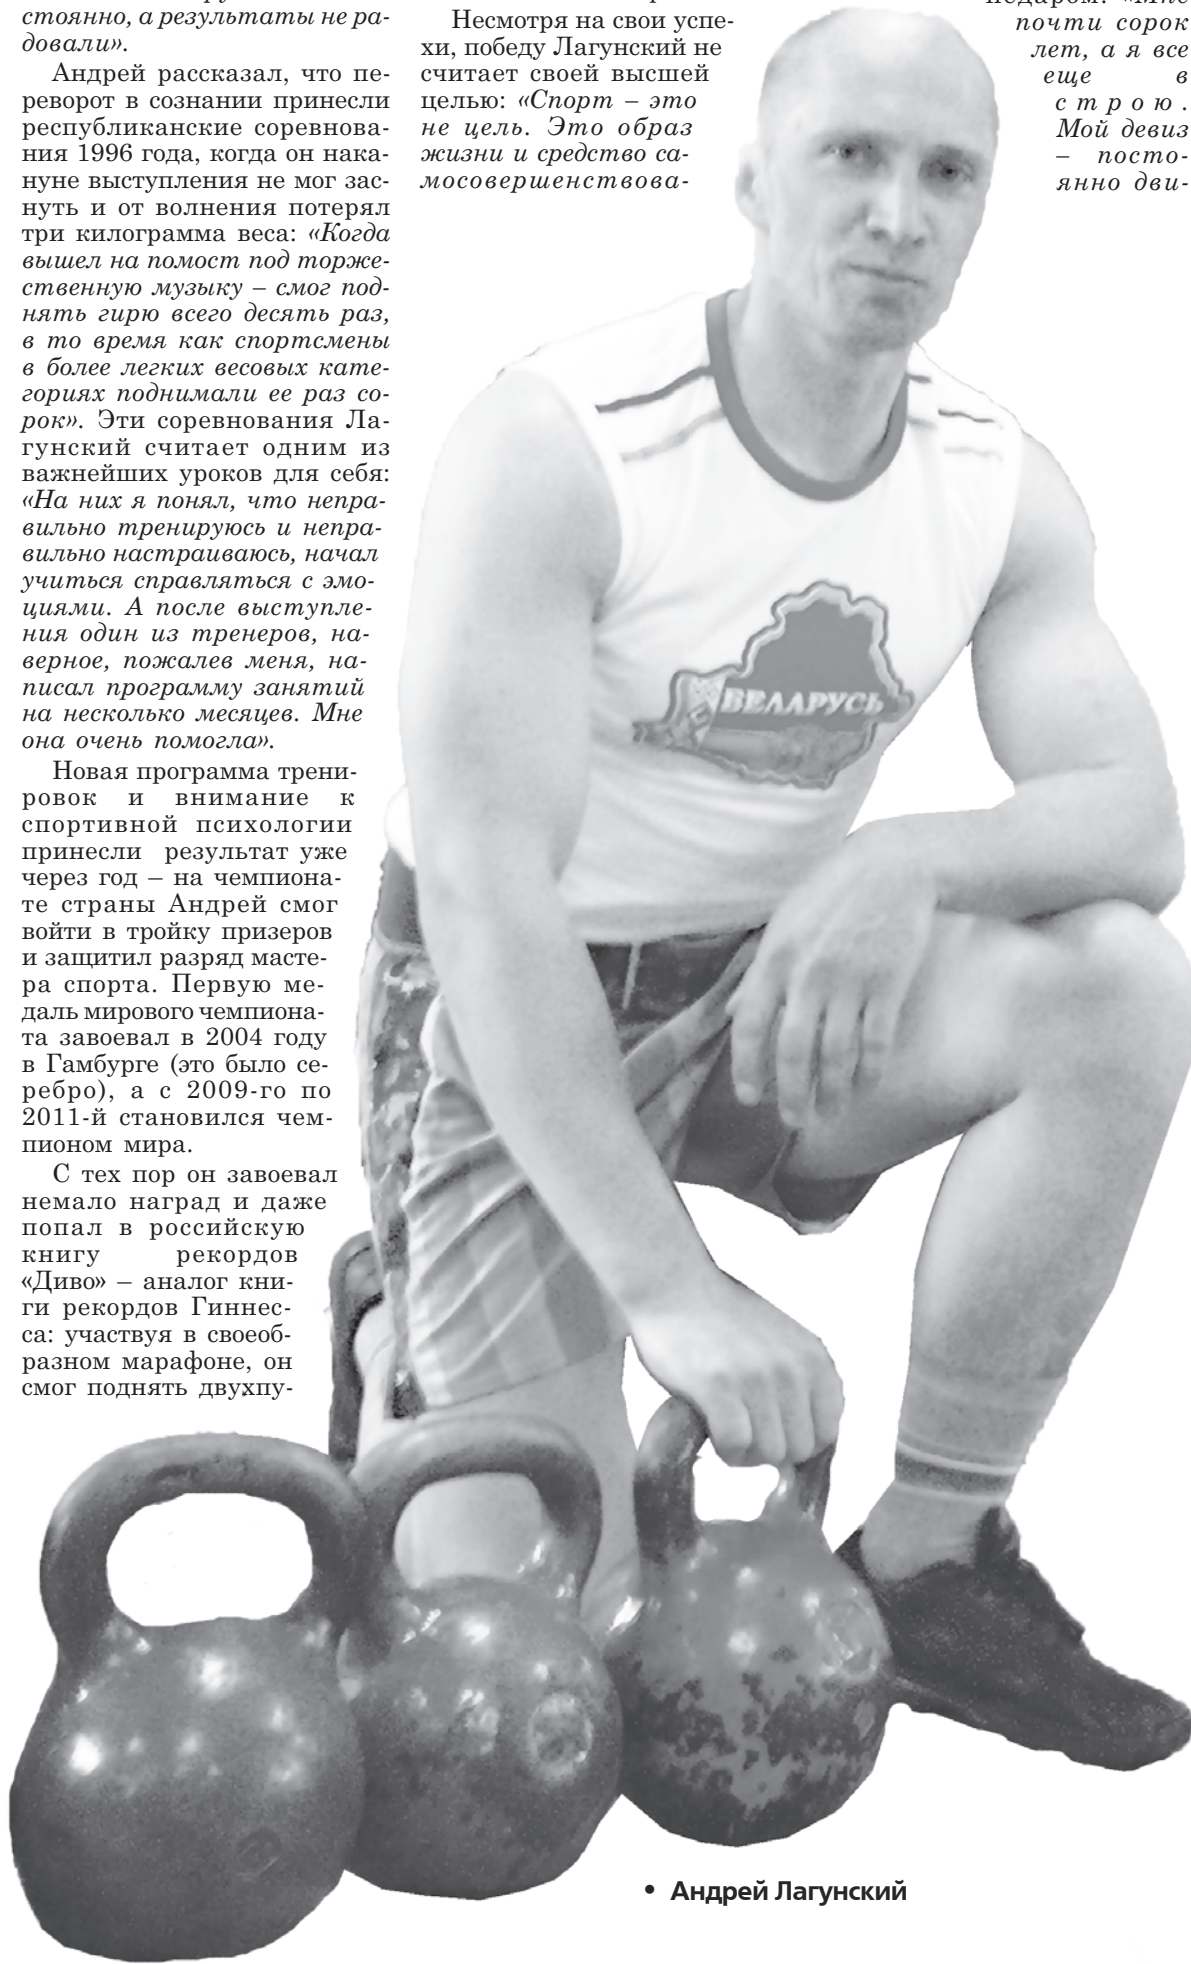 стоянно, а результаты не ра-
довали».
Андрей рассказал, что пе-
реворот в сознании принесли
республиканские соревнова-
ния 1996 года, когда он нака-
нуне выступления не мог зас-
нуть и от волнения потерял
три килограмма веса: «Когда
вышел на помост под торже-
ственную музыку – смог под-
нять гирю всего десять раз,
в то время как спортсмены
в более легких весовых кате-
гориях поднимали ее раз со-
рок». Эти соревнования Ла-
гунский считает одним из
важнейших уроков для себя:
«На них я понял, что непра-
вильно тренируюсь и непра-
вильно настраиваюсь, начал
учиться справляться с эмо-
циями. А после выступле-
ния один из тренеров, на-
верное, пожалев меня, на-
писал программу занятий
на несколько месяцев. Мне
она очень помогла».
Новая программа трени-
ровок и внимание к
спортивной психологии
принесли результат уже
через год – на чемпиона-
те страны Андрей смог
войти в тройку призеров
и защитил разряд масте-
ра спорта. Первую ме-
даль мирового чемпиона-
та завоевал в 2004 году
в Гамбурге (это было се-
ребро), а с 2009-го по
2011-й становился чем-
пионом мира.
С тех пор он завоевал
немало наград и даже
попал в российскую
книгу рекордов
«Диво» – аналог кни-
ги рекордов Гиннес-
са: участвуя в своеоб-
разном марафоне, он
смог поднять двухпу-
Несмотря на свои успе-
хи, победу Лагунский не
считает своей высшей
целью: «Спорт – это
не цель. Это образ
жизни и средство са-
мосовершенствова-
почти сорок
лет, а я все
еще в
строю.
Мой девиз
– посто-
янно дви-
БЕЛАРУСЬ
• Андрей Лагунский